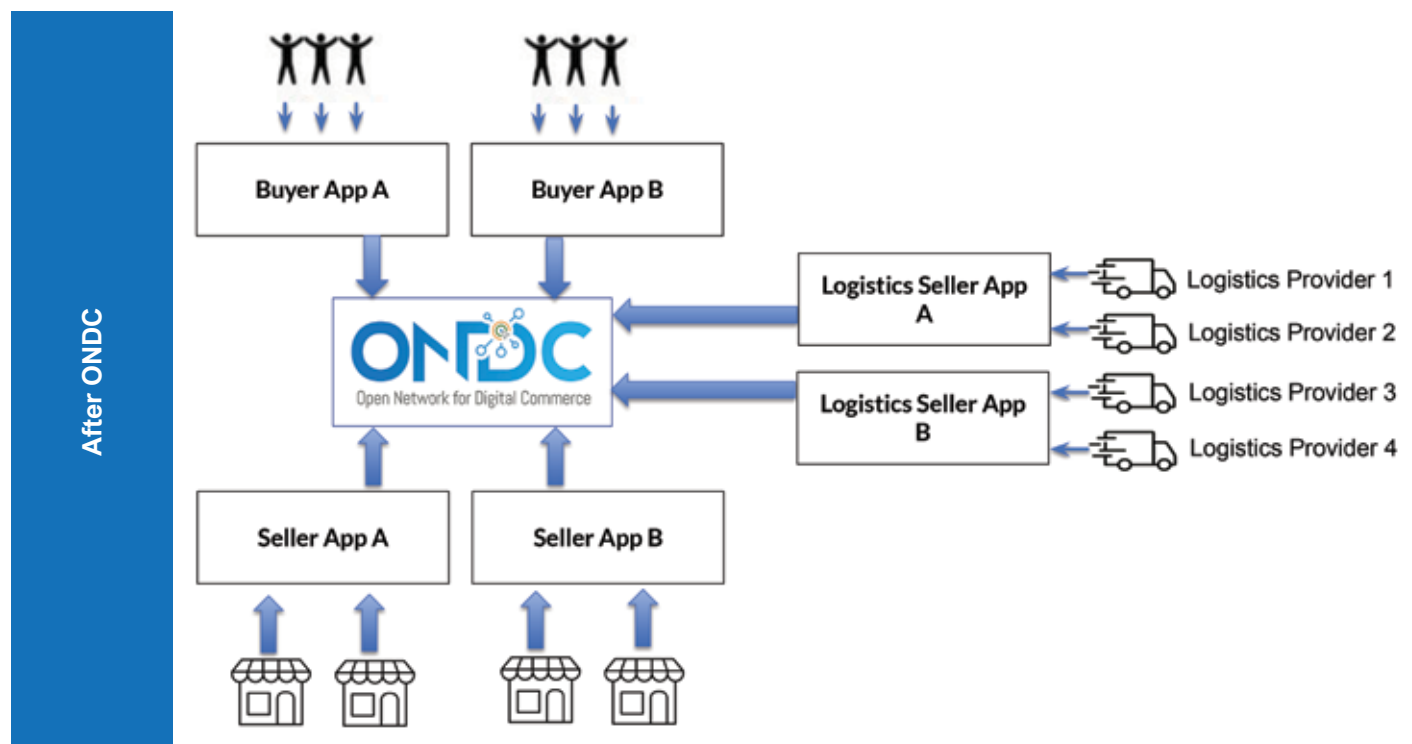 After ONDC
Buyer App A
Buyer App B
Logistics Seller App
A
Logistics Provider 1
Logistics Provider 2
ONDC
Open Network for Digital Commerce
Logistics Seller App
B
Logistics Provider 3
Logistics Provider 4
Seller App A
Seller App B